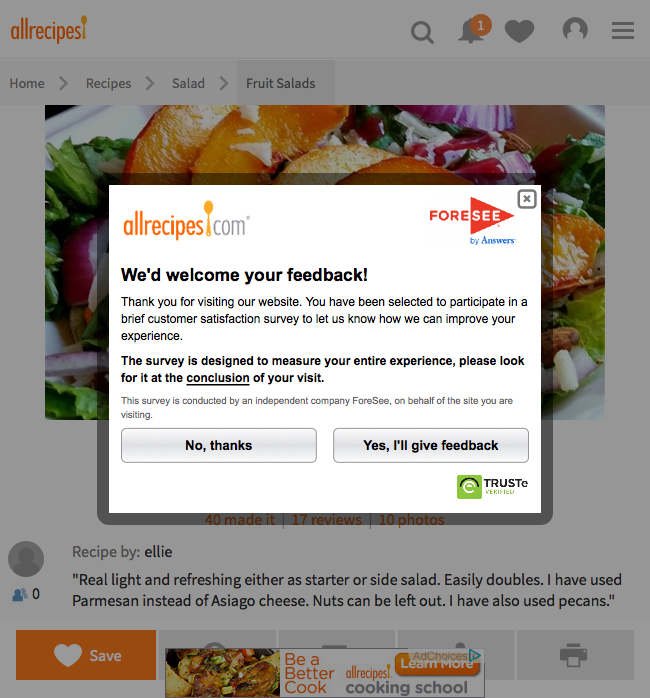 allrecipes
1
Home Recipes Salad Fruit Salads
allrecipes.com®
FORESEE
by Answers™
We'd welcome your feedback!
Thank you for visiting our website. You have been selected to participate in a
brief customer satisfaction survey to let us know how we can improve your
experience.
The survey is designed to measure your entire experience, please look
for it at the conclusion of your visit.
This survey is conducted by an independent company ForeSee, on behalf of the site you are
visiting.
No, thanks Yes, I'll give feedback
TRUSTe
VERIFIED
40 made it | 17 reviews | 10 photos
Recipe by: ellie
0
"Real light and refreshing either as starter or side salad. Easily doubles. I have used
Parmesan instead of Asiago cheese. Nuts can be left out. I have also used pecans."
Save
AdChoices
Be a
Better
Cook
allrecipes!
cooking school
Learn More